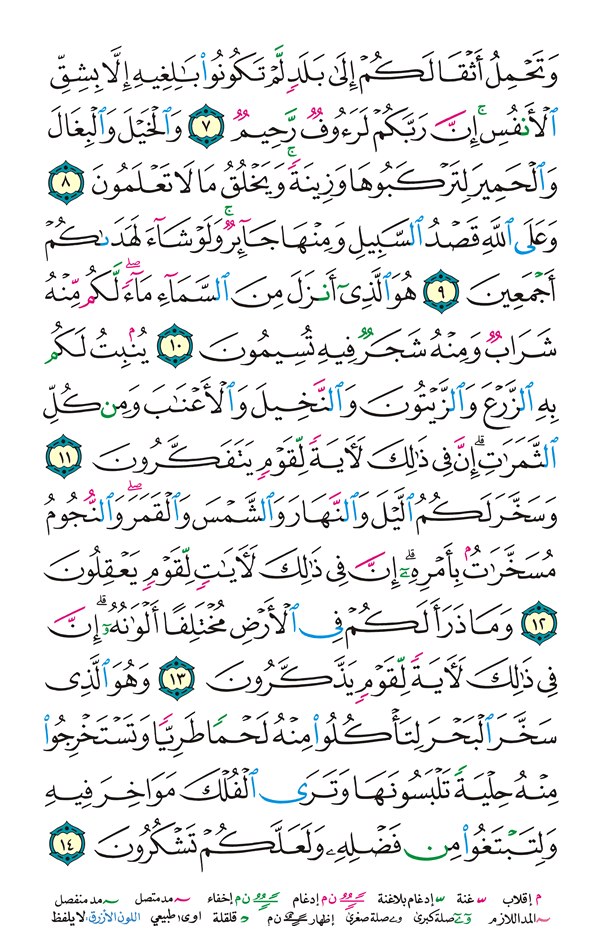 وَتَحْمِلُ أَثْقَالَكُمْ إِلَىٰ بَلَدٍ لَّمْ تَكُونُوا۟ بَـٰلِغِيهِ إِلَّا بِشِقِّ
ٱلْأَنفُسِ ۚ إِنَّ رَبَّكُمْ لَرَءُوفٌ رَّحِيمٌ ٧ وَٱلْخَيْلَ وَٱلْبِغَالَ
وَٱلْحَمِيرَ لِتَرْكَبُوهَا وَزِينَةً ۚ وَيَخْلُقُ مَا لَا تَعْلَمُونَ ٨
وَعَلَى ٱللَّهِ قَصْدُ ٱلسَّبِيلِ وَمِنْهَا جَآئِرٌ ۚ وَلَوْ شَآءَ لَهَدَىٰكُمْ
أَجْمَعِينَ ٩ هُوَ ٱلَّذِىٓ أَنزَلَ مِنَ ٱلسَّمَآءِ مَآءً ۖ لَّكُم مِّنْهُ
شَرَابٌ وَمِنْهُ شَجَرٌ فِيهِ تُسِيمُونَ ١٠ يُنۢبِتُ لَكُم
بِهِ ٱلزَّرْعَ وَٱلزَّيْتُونَ وَٱلنَّخِيلَ وَٱلْأَعْنَـٰبَ وَمِن كُلِّ
ٱلثَّمَرَٰتِ ۗ إِنَّ فِى ذَٰلِكَ لَـَٔايَةً لِّقَوْمٍ يَتَفَكَّرُونَ ١١
وَسَخَّرَ لَكُمُ ٱلَّيْلَ وَٱلنَّهَارَ وَٱلشَّمْسَ وَٱلْقَمَرَ ۖ وَٱلنُّجُومُ
مُسَخَّرَٰتٌۢ بِأَمْرِهِۦٓ ۗ إِنَّ فِى ذَٰلِكَ لَـَٔايَـٰتٍ لِّقَوْمٍ يَعْقِلُونَ
١٢ وَمَا ذَرَأَ لَكُمْ فِى ٱلْأَرْضِ مُخْتَلِفًا أَلْوَٰنُهُۥٓ ۗ إِنَّ
فِى ذَٰلِكَ لَـَٔايَةً لِّقَوْمٍ يَذَّكَّرُونَ ١٣ وَهُوَ ٱلَّذِى
سَخَّرَ ٱلْبَحْرَ لِتَأْكُلُوا۟ مِنْهُ لَحْمًا طَرِيًّا وَتَسْتَخْرِجُوا۟
مِنْهُ حِلْيَةً تَلْبَسُونَهَا وَتَرَى ٱلْفُلْكَ مَوَاخِرَ فِيهِ
وَلِتَبْتَغُوا۟ مِن فَضْلِهِۦ وَلَعَلَّكُمْ تَشْكُرُونَ ١٤
م إقلاب غنة إدغام بلاغنة ن م إدغام ن م إخفاء مد متصل مد منفصل
المد اللازم صلة كبرى صلة صغرى إظهار ن م قلقلة اوى طبيعي اللون الأزرق: لا يلفظ